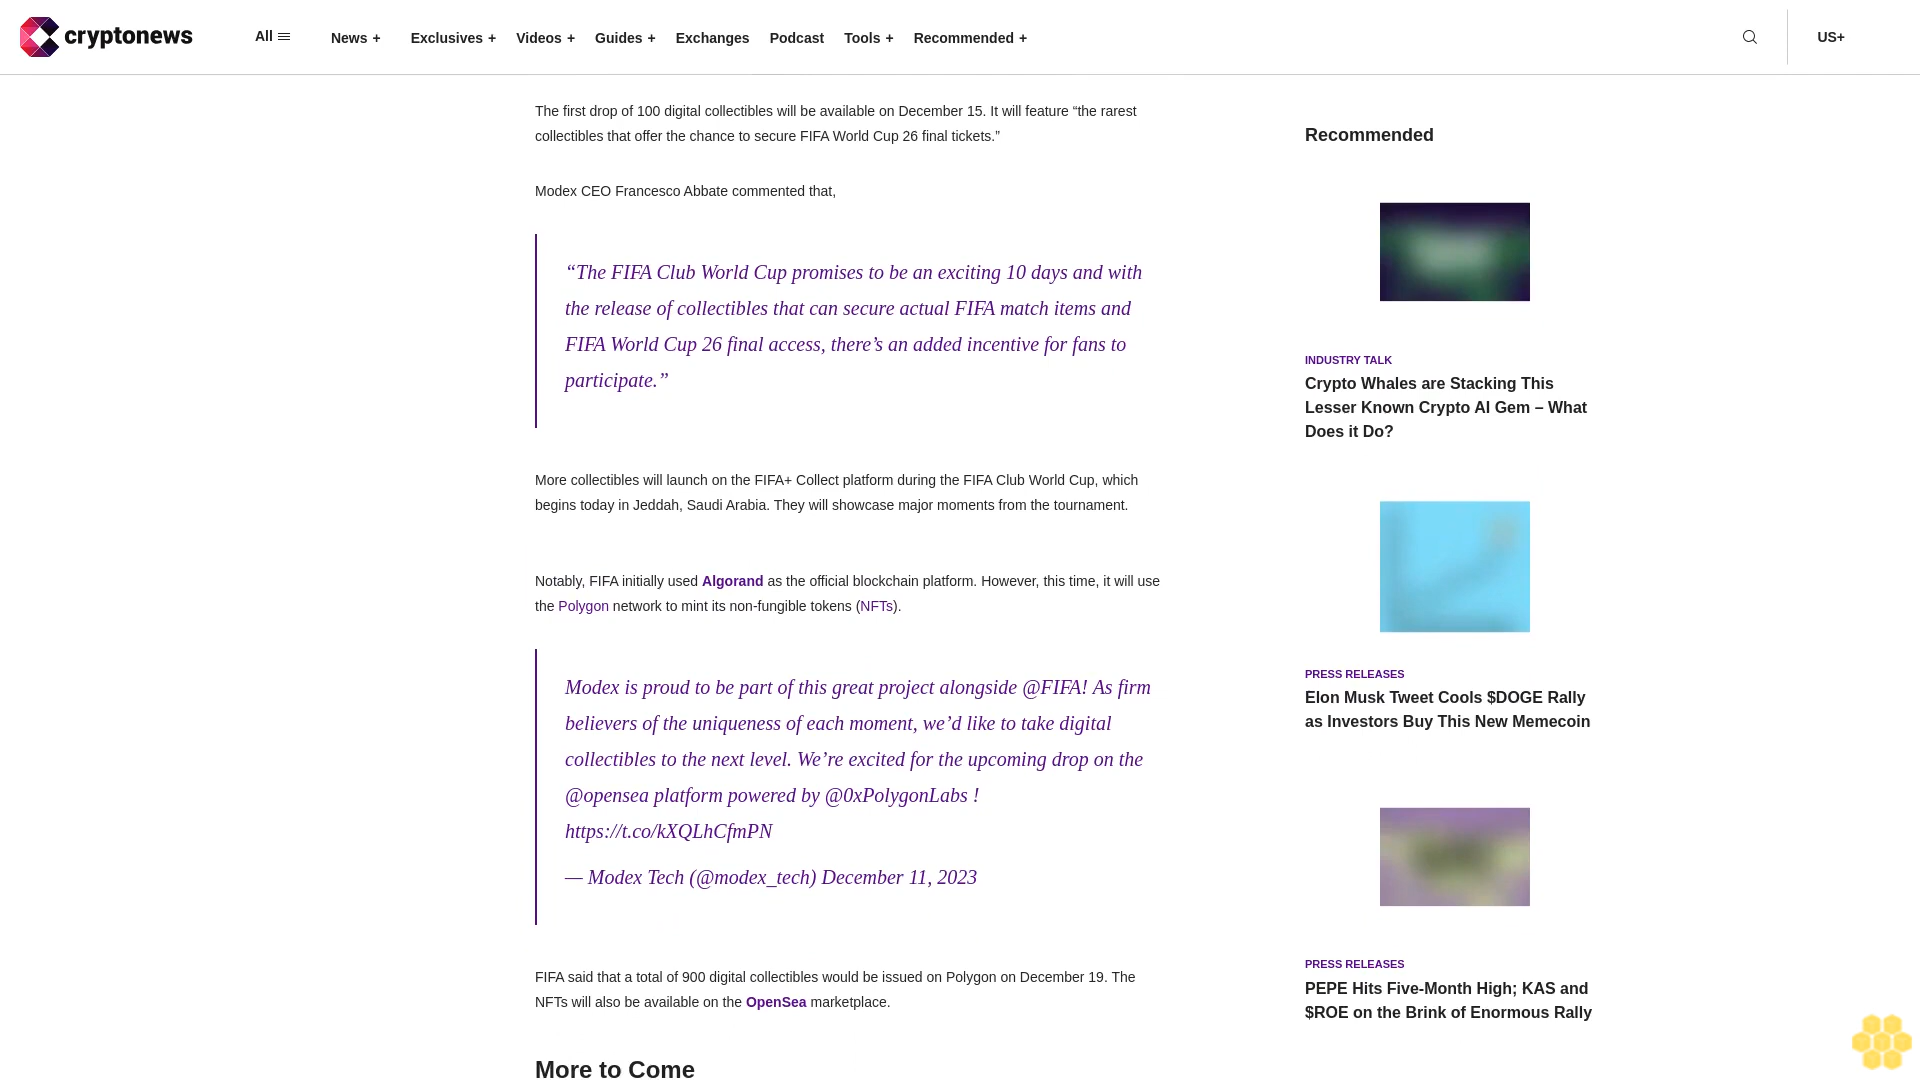 cryptonews
All
News +
Exclusives +
Videos +
Guides +
Exchanges
Podcast
Tools +
Recommended +
US+
The first drop of 100 digital collectibles will be available on December 15. It will feature “the rarest
collectibles that offer the chance to secure FIFA World Cup 26 final tickets.”
Modex CEO Francesco Abbate commented that,
“The FIFA Club World Cup promises to be an exciting 10 days and with
the release of collectibles that can secure actual FIFA match items and
FIFA World Cup 26 final access, there’s an added incentive for fans to
participate.”
More collectibles will launch on the FIFA+ Collect platform during the FIFA Club World Cup, which
begins today in Jeddah, Saudi Arabia. They will showcase major moments from the tournament.
Notably, FIFA initially used Algorand as the official blockchain platform. However, this time, it will use
the Polygon network to mint its non-fungible tokens (NFTs).
Modex is proud to be part of this great project alongside @FIFA! As firm
believers of the uniqueness of each moment, we’d like to take digital
collectibles to the next level. We’re excited for the upcoming drop on the
@opensea platform powered by @0xPolygonLabs !
https://t.co/kXQLhCfmPN
— Modex Tech (@modex_tech) December 11, 2023
FIFA said that a total of 900 digital collectibles would be issued on Polygon on December 19. The
NFTs will also be available on the OpenSea marketplace.
More to Come
Recommended
INDUSTRY TALK
Crypto Whales are Stacking This
Lesser Known Crypto AI Gem – What
Does it Do?
PRESS RELEASES
Elon Musk Tweet Cools $DOGE Rally
as Investors Buy This New Memecoin
PRESS RELEASES
PEPE Hits Five-Month High; KAS and
$ROE on the Brink of Enormous Rally